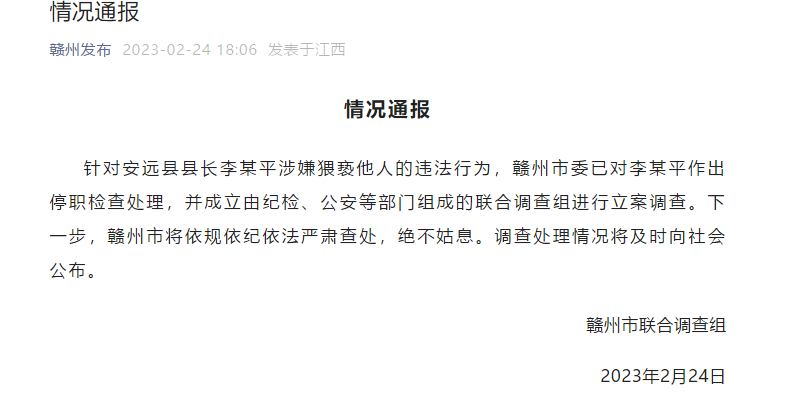 情况通报
赣州发布 2023-02-24 18:06 发表于江西
情况通报
针对安远县县长李某平涉嫌猥亵他人的违法行为，赣州市委已对李某平作出
停职检查处理，并成立由纪检、公安等部门组成的联合调查组进行立案调查。下
一步，赣州市将依规依纪依法严肃查处，绝不姑息。调查处理情况将及时向社会
公布。
赣州市联合调查组
2023年2月24日